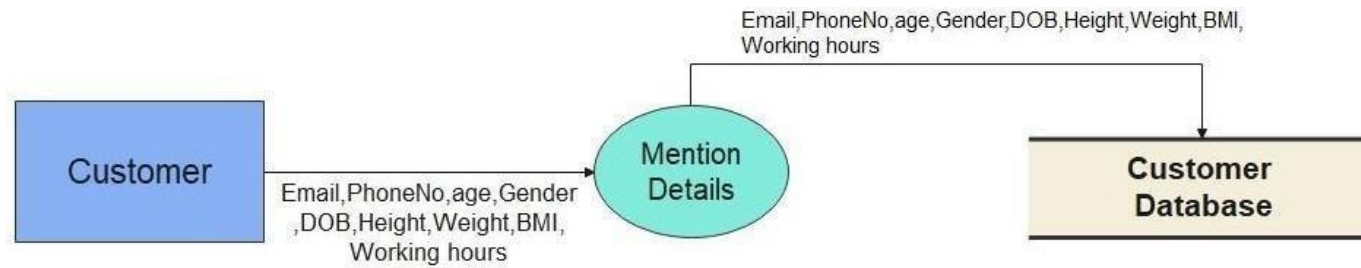 Email,PhoneNo,age,Gender,DOB,Height,Weight,BMI,
Working hours
Customer
Email,PhoneNo,age,Gender
,DOB,Height,Weight,BMI,
Working hours
Mention
Details
Customer
Database